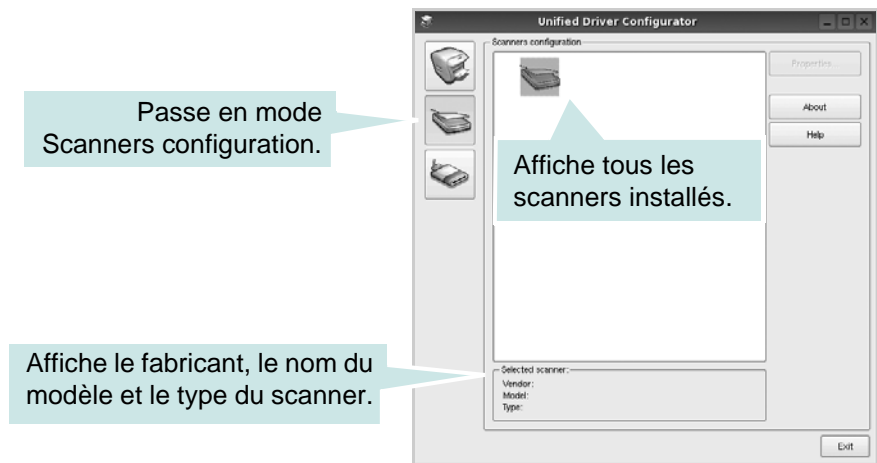 Unified Driver Configurator
Scanners configuration
Properties...
About
Help
Passe en mode
Scanners configuration.
Affiche tous les
scanners installés.
Affiche le fabricant, le nom du
modèle et le type du scanner.
Selected scanner:
Vendor:
Model:
Type:
Exit